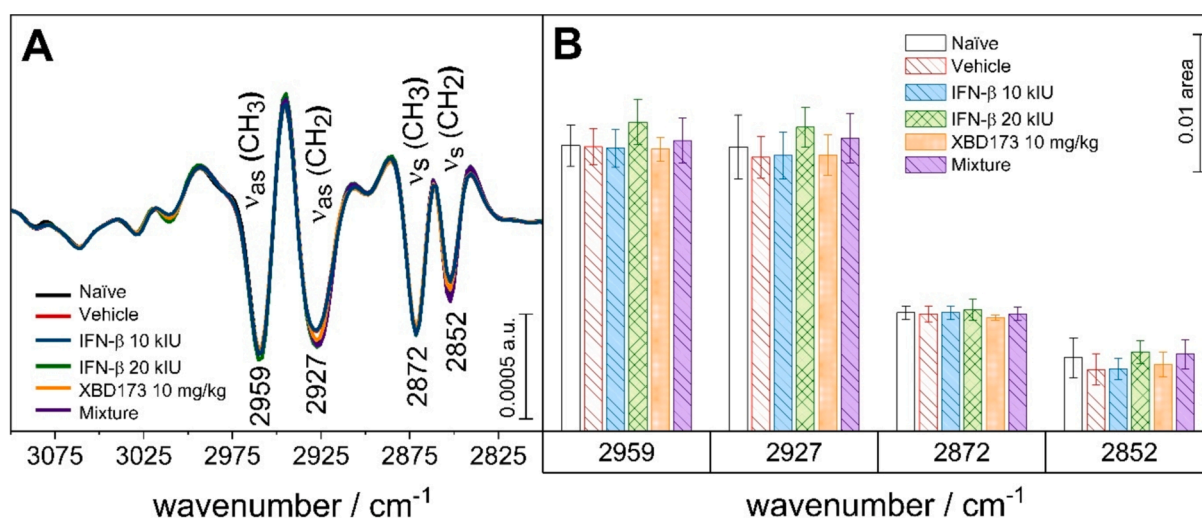 A
νas (CH3)
νas (CH2)
νs (CH3)
νs (CH2)
2959
2927
2872
2852
Naïve
Vehicle
IFN-β 10 kIU
IFN-β 20 kIU
XBD173 10 mg/kg
Mixture
0.0005 a.u.
3075 3025 2975 2925 2875 2825
wavenumber / cm-1
B
Naïve
Vehicle
IFN-β 10 kIU
IFN-β 20 kIU
XBD173 10 mg/kg
Mixture
0.01 area
2959 2927 2872 2852
wavenumber / cm-1